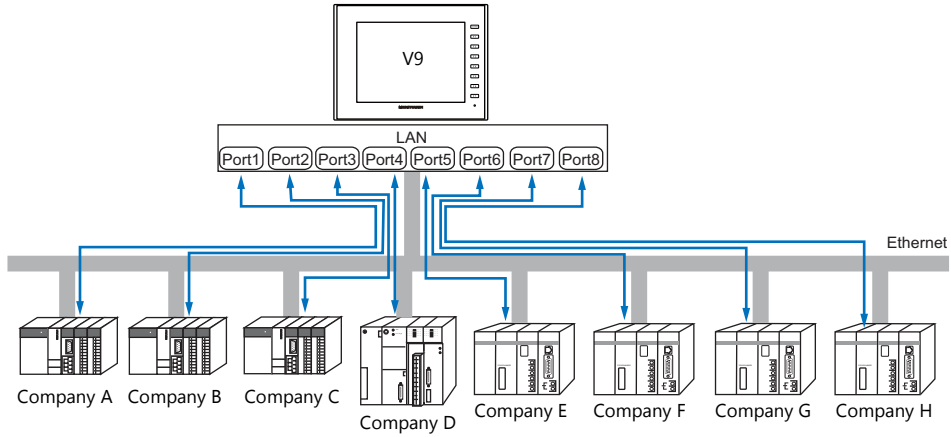 V9
LAN
Port1 Port2 Port3 Port4 Port5 Port6 Port7 Port8
Ethernet
Company A Company B Company C Company D Company E Company F Company G Company H